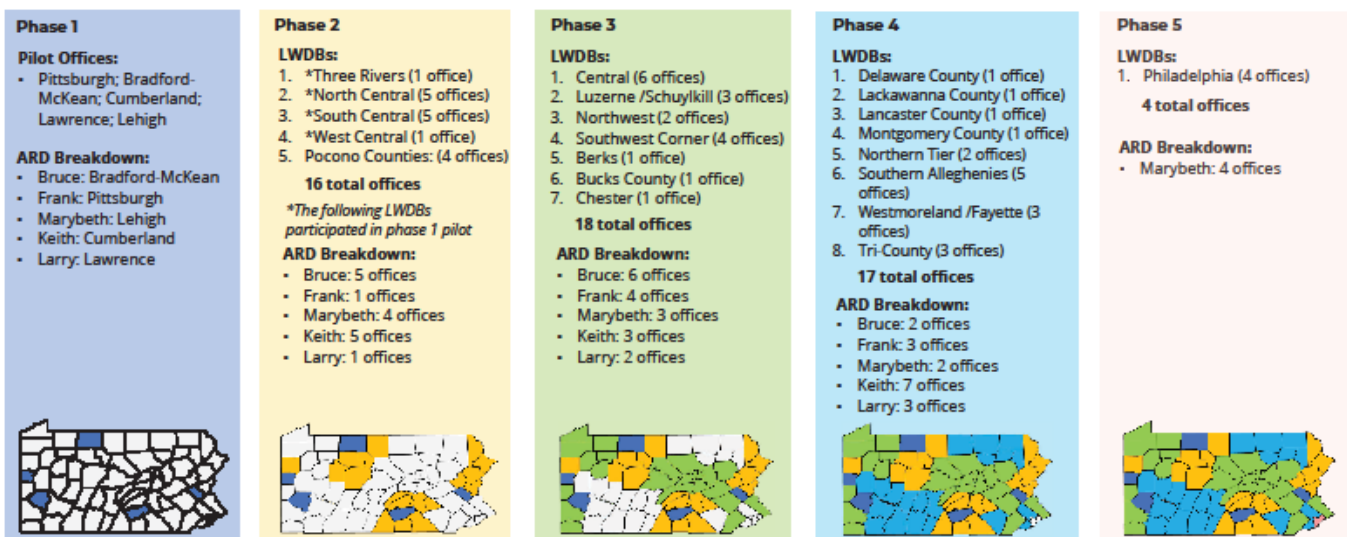 Phase 1
Pilot Offices:
- Pittsburgh; Bradford-
McKean; Cumberland;
Lawrence; Lehigh
ARD Breakdown:
- Bruce: Bradford-McKean
- Frank: Pittsburgh
- Marybeth: Lehigh
- Keith: Cumberland
- Larry: Lawrence
Phase 2
LWDBs:
1. *Three Rivers (1 office)
2. *North Central (5 offices)
3. *South Central (5 offices)
4. *West Central (1 office)
5. Pocono Counties: (4 offices)
16 total offices
*The following LWDBs
participated in phase 1 pilot
ARD Breakdown:
- Bruce: 5 offices
- Frank: 1 offices
- Marybeth: 4 offices
- Keith: 5 offices
- Larry: 1 offices
Phase 3
LWDBs:
1. Central (6 offices)
2. Luzerne /Schuylkill (3 offices)
3. Northwest (2 offices)
4. Southwest Corner (4 offices)
5. Berks (1 office)
6. Bucks County (1 office)
7. Chester (1 office)
18 total offices
ARD Breakdown:
- Bruce: 6 offices
- Frank: 4 offices
- Marybeth: 3 offices
- Keith: 3 offices
- Larry: 2 offices
Phase 4
LWDBs:
1. Delaware County (1 office)
2. Lackawanna County (1 office)
3. Lancaster County (1 office)
4. Montgomery County (1 office)
5. Northern Tier (2 offices)
6. Southern Alleghenies (5
offices)
7. Westmoreland /Fayette (3
offices)
8. Tri-County (3 offices)
17 total offices
ARD Breakdown:
- Bruce: 2 offices
- Frank: 3 offices
- Marybeth: 2 offices
- Keith: 7 offices
- Larry: 3 offices
Phase 5
LWDBs:
1. Philadelphia (4 offices)
4 total offices
ARD Breakdown:
- Marybeth: 4 offices